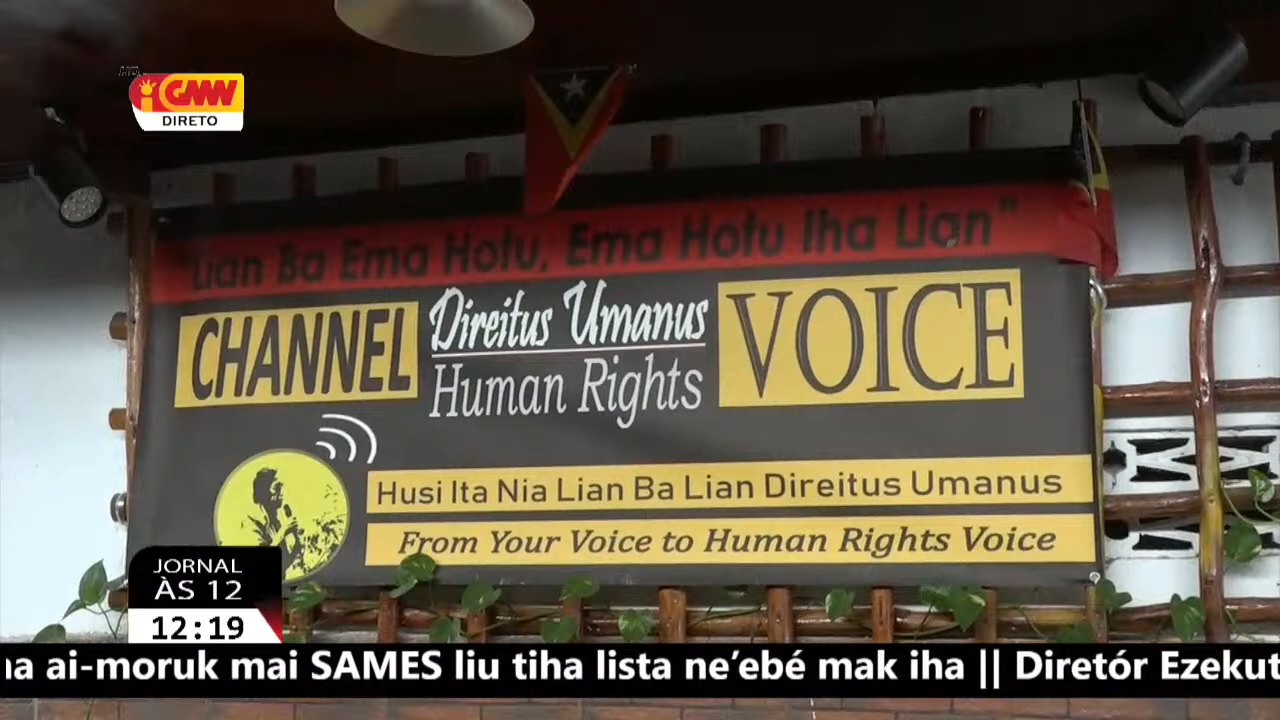 GMN
DIRETO
Lian Ba Ema Hotu, Ema Hotu Iha Lian"
CHANNEL
Direitus Umanus
Human Rights
VOICE
Husi Ita Nia Lian Ba Lian Direitus Umanus
From Your Voice to Human Rights Voice
JORNAL
ÀS 12
12:19
ai-moruk mai SAMES liu tiha lista ne'ebé mak iha || Diretór Ezekut